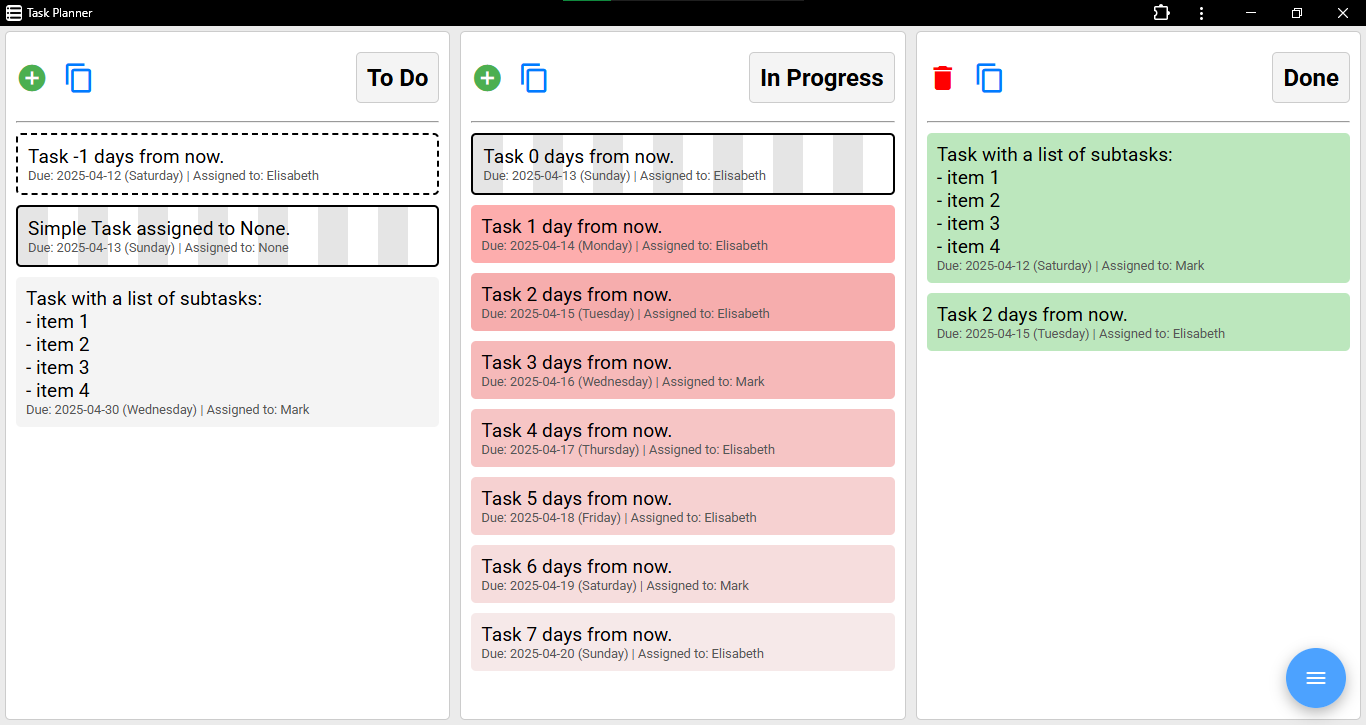 Task Planner
To Do
Task -1 days from now.
Due: 2025-04-12 (Saturday) | Assigned to: Elisabeth
Simple Task assigned to None.
Due: 2025-04-13 (Sunday) | Assigned to: None
Task with a list of subtasks:
- item 1
- item 2
- item 3
- item 4
Due: 2025-04-30 (Wednesday) | Assigned to: Mark
In Progress
Task 0 days from now.
Due: 2025-04-13 (Sunday) | Assigned to: Elisabeth
Task 1 day from now.
Due: 2025-04-14 (Monday) | Assigned to: Elisabeth
Task 2 days from now.
Due: 2025-04-15 (Tuesday) | Assigned to: Elisabeth
Task 3 days from now.
Due: 2025-04-16 (Wednesday) | Assigned to: Mark
Task 4 days from now.
Due: 2025-04-17 (Thursday) | Assigned to: Elisabeth
Task 5 days from now.
Due: 2025-04-18 (Friday) | Assigned to: Elisabeth
Task 6 days from now.
Due: 2025-04-19 (Saturday) | Assigned to: Mark
Task 7 days from now.
Due: 2025-04-20 (Sunday) | Assigned to: Elisabeth
Done
Task with a list of subtasks:
- item 1
- item 2
- item 3
- item 4
Due: 2025-04-12 (Saturday) | Assigned to: Mark
Task 2 days from now.
Due: 2025-04-15 (Tuesday) | Assigned to: Elisabeth